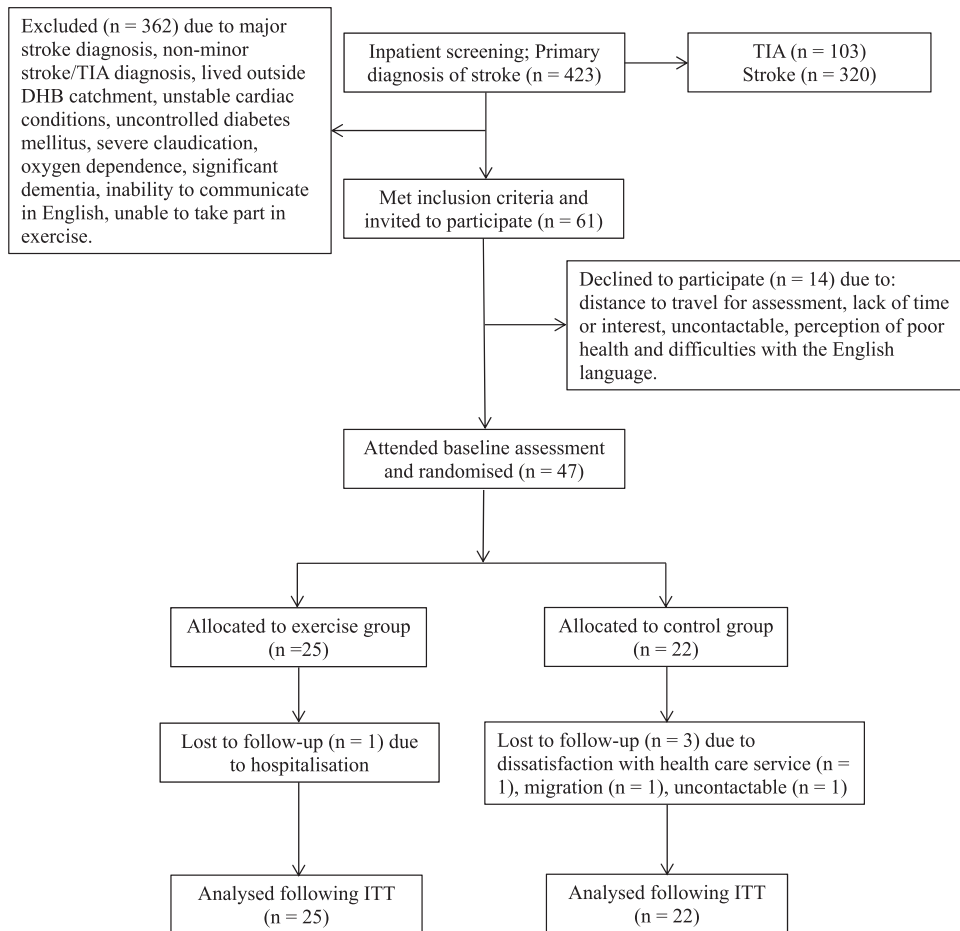 Excluded (n = 362) due to major
stroke diagnosis, non-minor
stroke/TIA diagnosis, lived outside
DHB catchment, unstable cardiac
conditions, uncontrolled diabetes
mellitus, severe claudication,
oxygen dependence, significant
dementia, inability to communicate
in English, unable to take part in
exercise.
Inpatient screening; Primary
diagnosis of stroke (n = 423)
TIA (n = 103)
Stroke (n = 320)
Met inclusion criteria and
invited to participate (n = 61)
Declined to participate (n = 14) due to:
distance to travel for assessment, lack of time
or interest, uncontactable, perception of poor
health and difficulties with the English
language.
Attended baseline assessment
and randomised (n = 47)
Allocated to exercise group
(n =25)
Allocated to control group
(n = 22)
Lost to follow-up (n = 1) due
to hospitalisation
Lost to follow-up (n = 3) due to
dissatisfaction with health care service (n =
1), migration (n = 1), uncontactable (n = 1)
Analysed following ITT
(n = 25)
Analysed following ITT
(n = 22)